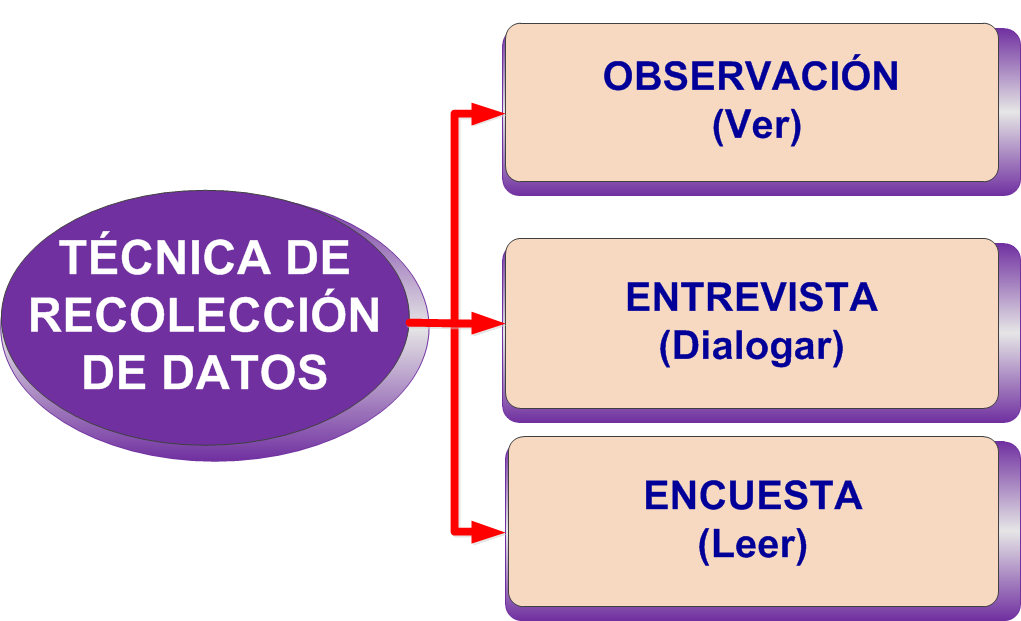 TÉCNICA DE
RECOLECCIÓN
DE DATOS
OBSERVACIÓN
(Ver)
ENTREVISTA
(Dialogar)
ENCUESTA
(Leer)